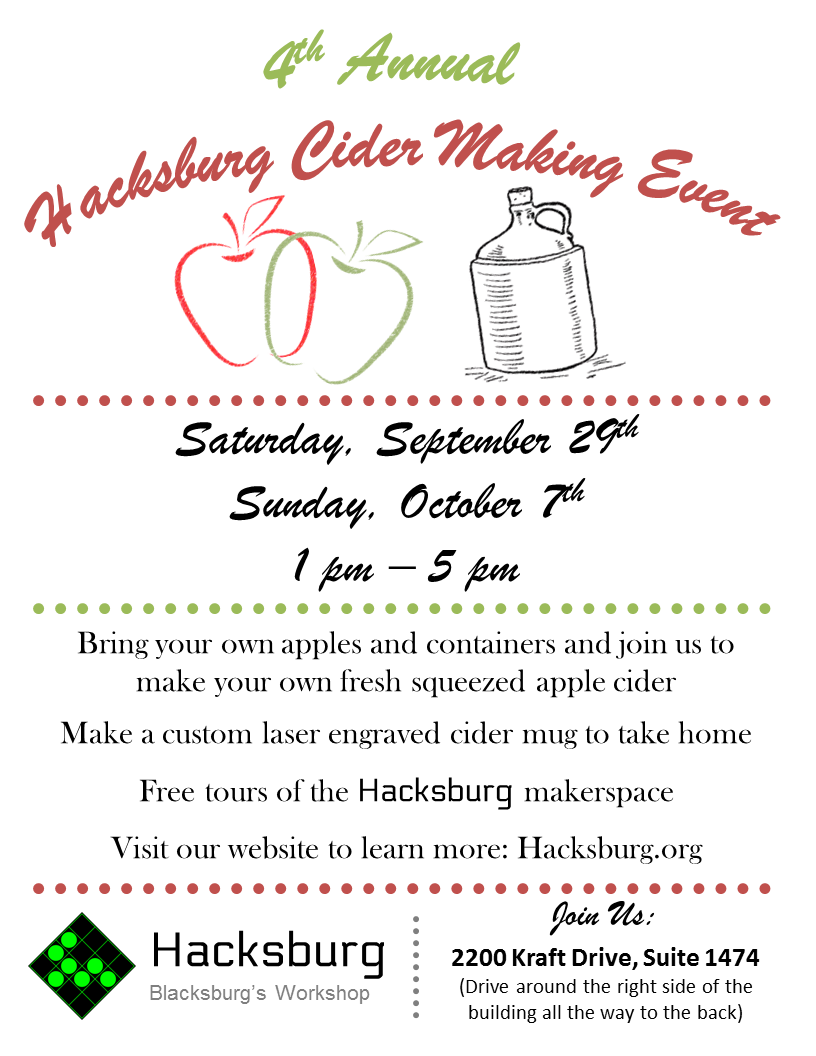 4th Annual
Hacksburg Cider Making Event
Saturday, September 29th
Sunday, October 7th
1 pm – 5 pm
Bring your own apples and containers and join us to
make your own fresh squeezed apple cider
Make a custom laser engraved cider mug to take home
Free tours of the Hacksburg makerspace
Visit our website to learn more: Hacksburg.org
Hacksburg
Blacksburg's Workshop
Join Us:
2200 Kraft Drive, Suite 1474
(Drive around the right side of the
building all the way to the back)